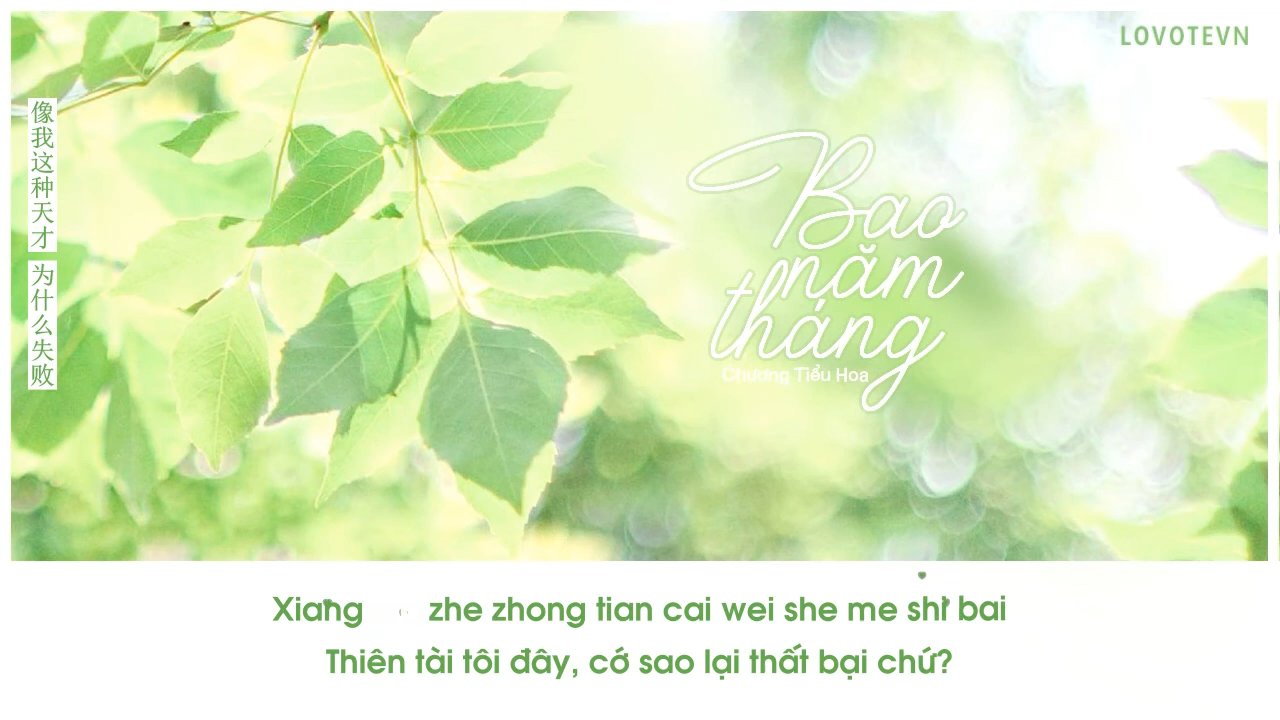 LOVOTEVN
像我这种天才 为什么失败
Bao
năm
tháng
Chương Tiểu Hoa
Xiang zhe zhong tian cai wei she me shi bai
Thiên tài tôi đây, cớ sao lại thất bại chứ?